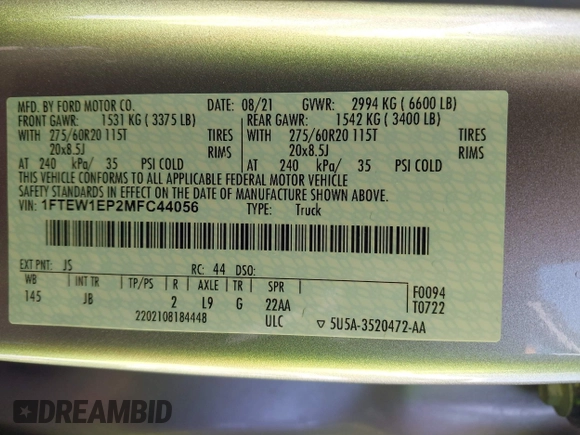 MFD. BY FORD MOTOR CO. DATE: 08/21 GVWR: 2994 KG ( 6600 LB)
FRONT GAWR: 1531 KG ( 3375 LB) REAR GAWR: 1542 KG ( 3400 LB)
WITH 275/60R20 115T TIRES WITH 275/60R20 115T TIRES
20x8.5J RIMS 20x8.5J RIMS
AT 240 kPa/ 35 PSI COLD AT 240 kPa/ 35 PSI COLD
THIS VEHICLE CONFORMS TO ALL APPLICABLE FEDERAL MOTOR VEHICLE
SAFETY STANDARDS IN EFFECT ON THE DATE OF MANUFACTURE SHOWN ABOVE.
VIN: 1FTEW1EP2MFC44056 TYPE: Truck
EXT PNT: JS RC: 44 DSO:
WB INT TR TP/PS R AXLE TR SPR F0094
145 JB 2 L9 G 22AA T0722
2202108184448 ULC ▽ 5U5A-3520472-AA
DREAMBID